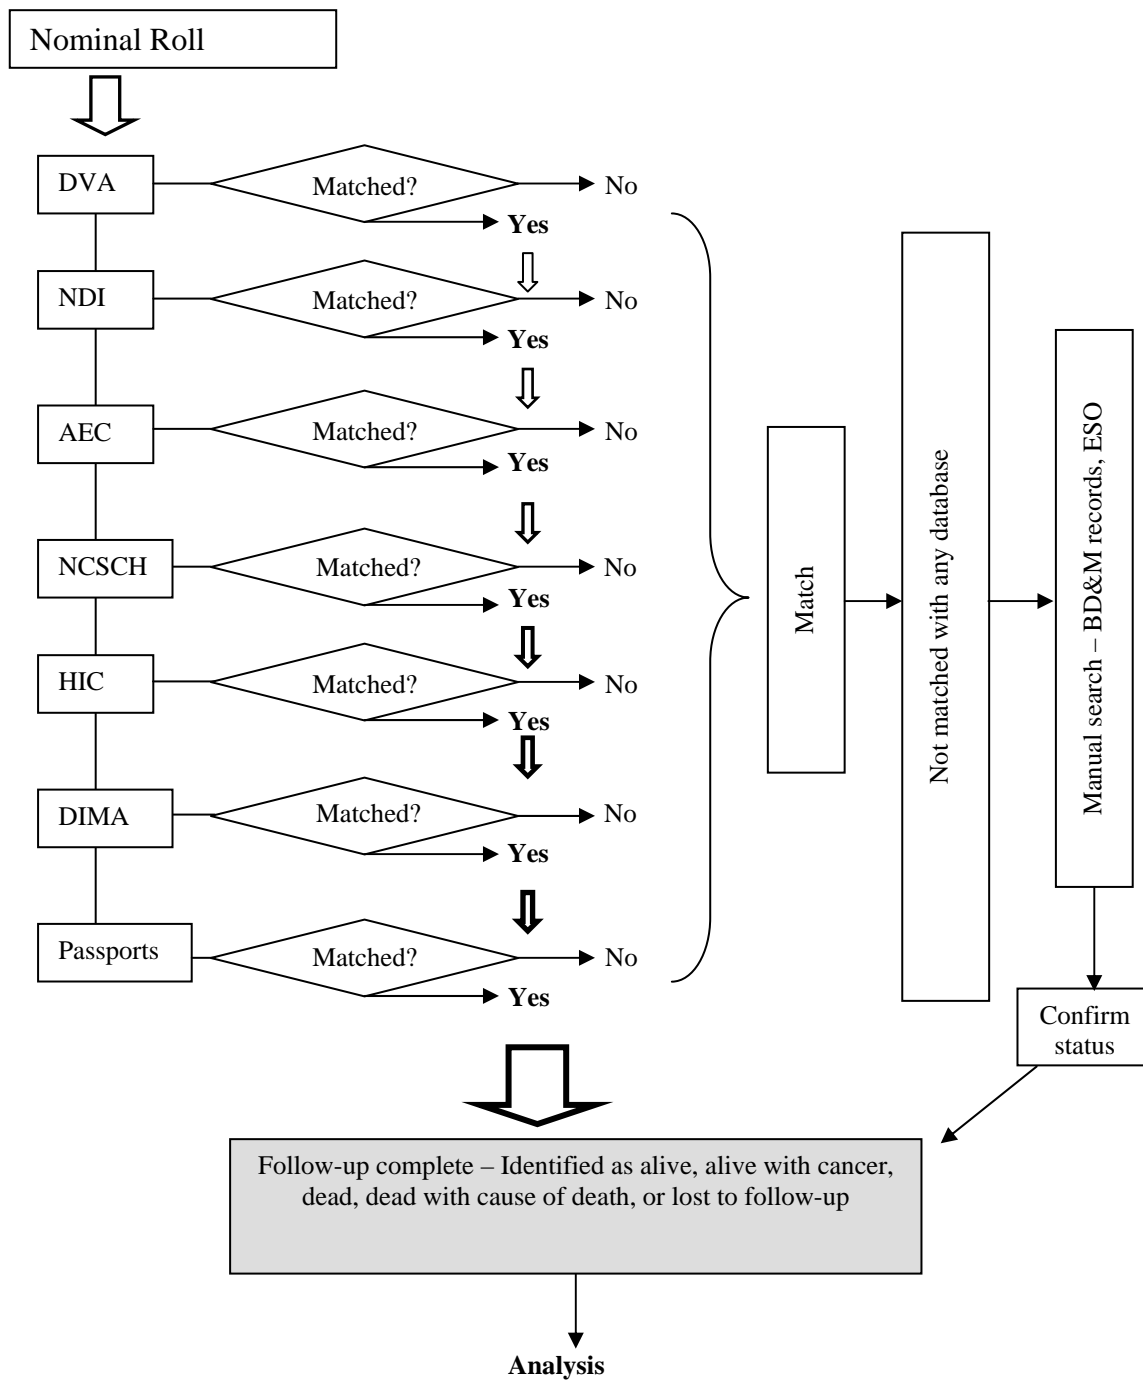 Nominal Roll
DVA
Matched?
No
Yes
NDI
Matched?
No
Yes
AEC
Matched?
No
Yes
NCSCH
Matched?
No
Yes
HIC
Matched?
No
Yes
DIMA
Matched?
No
Yes
Passports
Matched?
No
Yes
Match
Not matched with any database
Manual search – BD&M records, ESO
Confirm
status
Follow-up complete – Identified as alive, alive with cancer,
dead, dead with cause of death, or lost to follow-up
Analysis